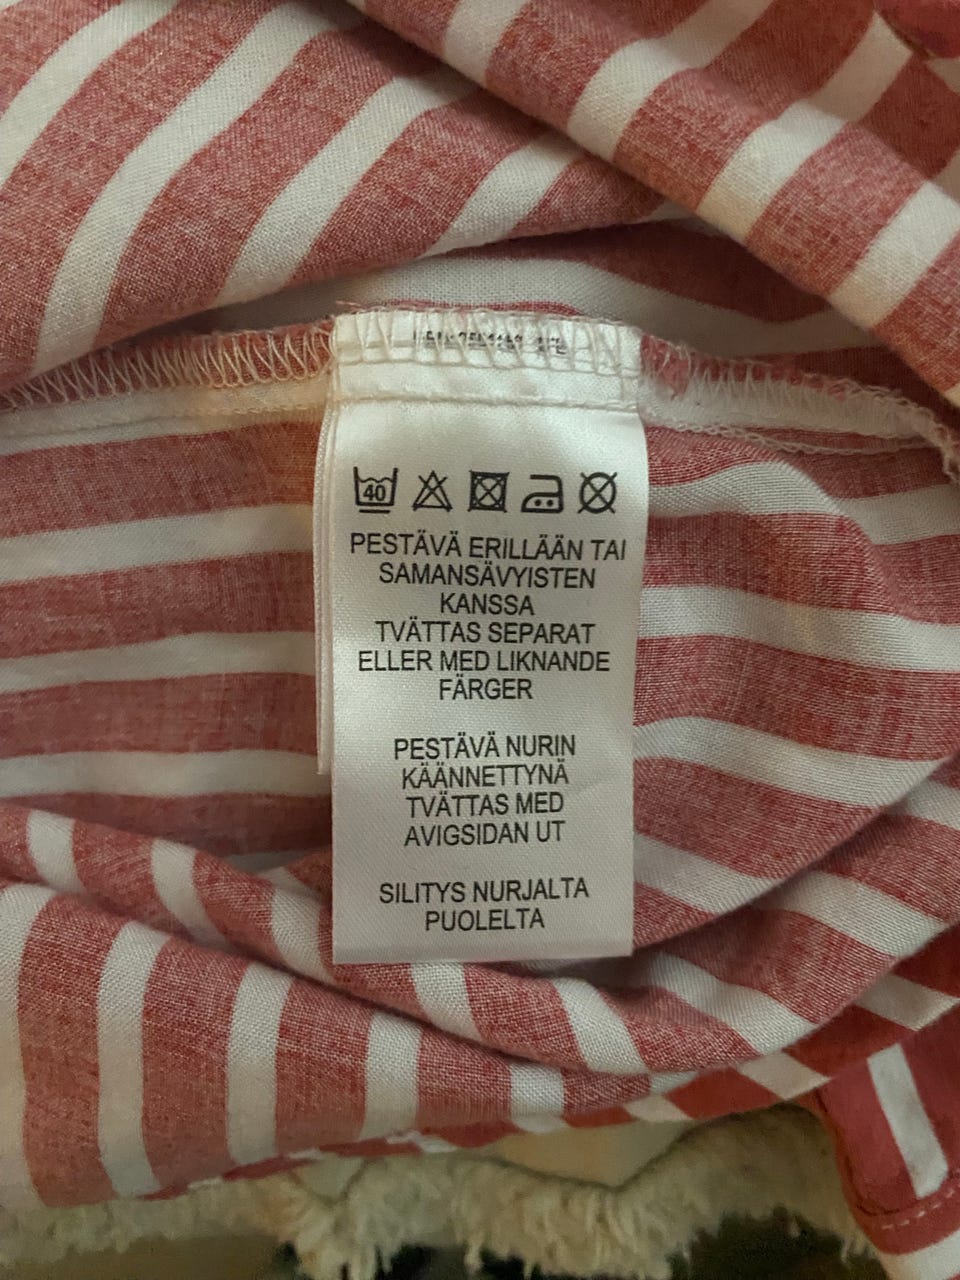 40
PESTÄVÄ ERILLÄÄN TAI
SAMANSÄVYISTEN
KANSSA
TVÄTTAS SEPARAT
ELLER MED LIKNANDE
FÄRGER
PESTÄVÄ NURIN
KÄÄNNETTYNÄ
TVÄTTAS MED
AVIGSIDAN UT
SILITYS NURJALTA
PUOLELTA